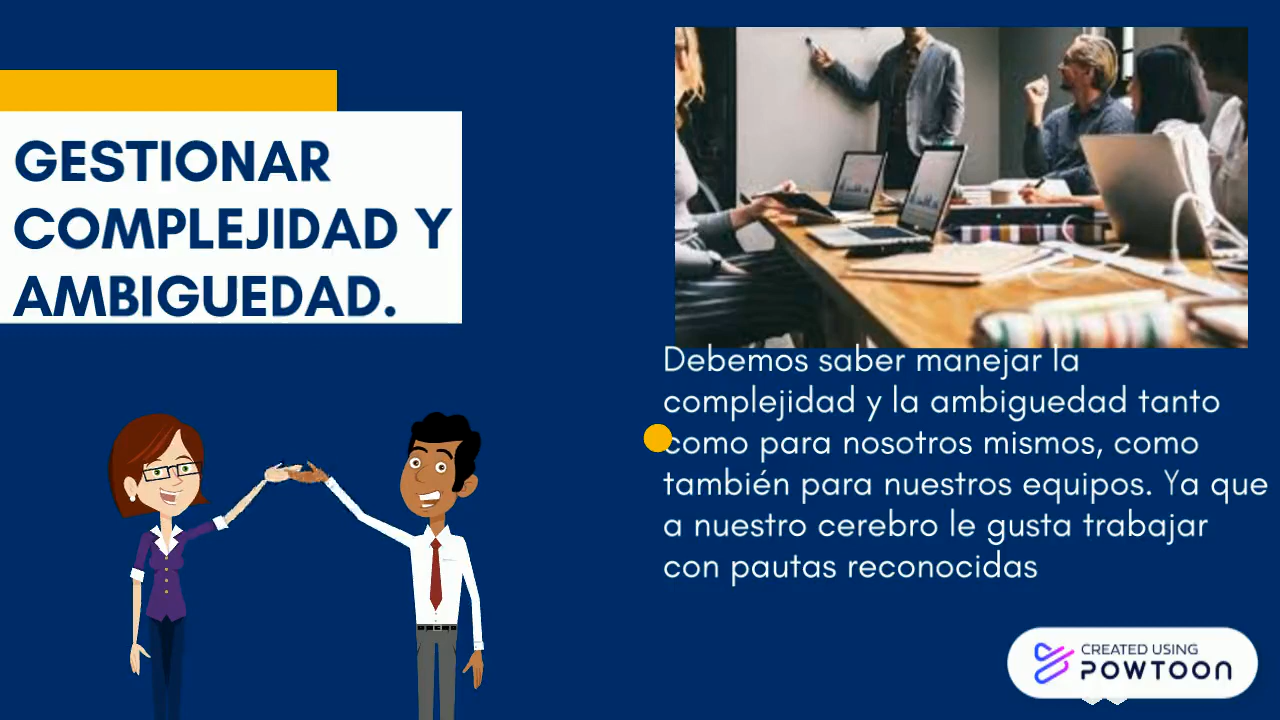 GESTIONAR
COMPLEJIDAD Y
AMBIGUEDAD.
Debemos saber manejar la
complejidad y la ambiguedad tanto
como para nosotros mismos, como
también para nuestros equipos. Ya que
a nuestro cerebro le gusta trabajar
con pautas reconocidas
CREATED USING
POWTOON